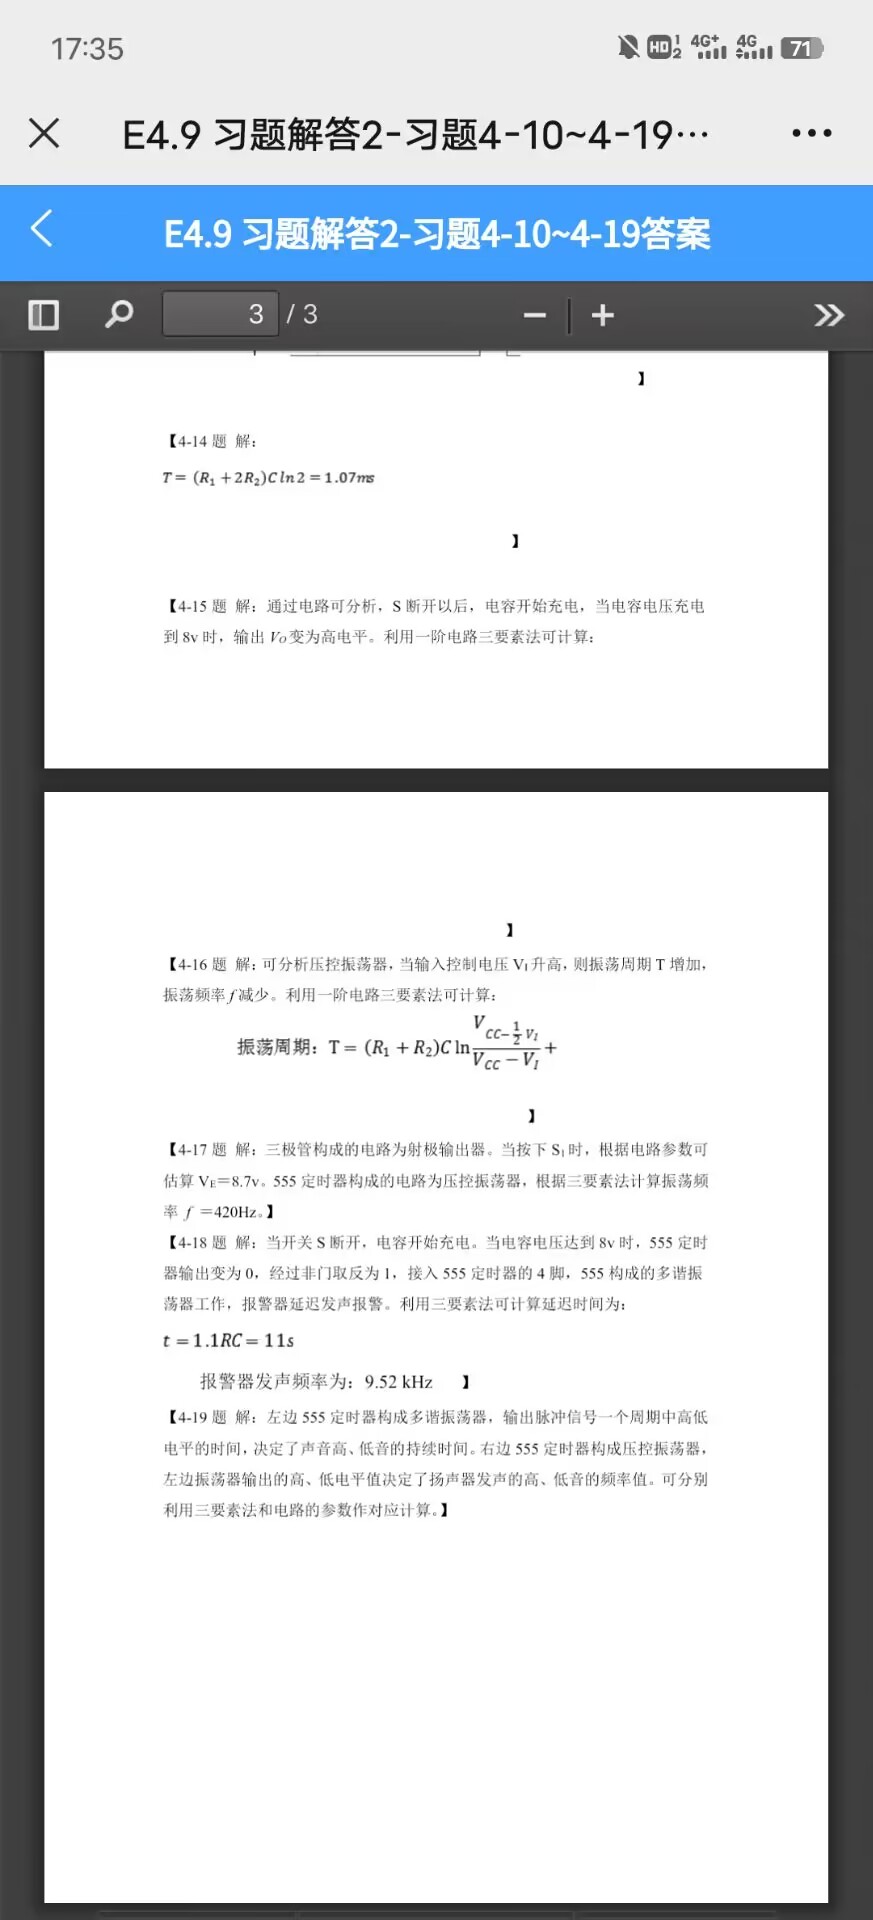 17:35
HD 1 2 4G+ 4G 71
E4.9 习题解答2-习题4-10~4-19···
E4.9 习题解答2-习题4-10~4-19答案
3 / 3
】
【4-14 题 解：
T = (R₁ + 2R₂)C ln2 = 1.07ms
】
【4-15 题 解：通过电路可分析，S 断开以后，电容开始充电，当电容电压充电
到 8v 时，输出 Vo变为高电平。利用一阶电路三要素法可计算：
】
【4-16 题 解：可分析压控振荡器，当输入控制电压 V₁升高，则振荡周期 T 增加，
振荡频率 f 减少。利用一阶电路三要素法可计算：
振荡周期：T = (R₁ + R₂)C ln (V_{CC-½V_I})/(V_{CC} − V_I) +
】
【4-17 题 解：三极管构成的电路为射极输出器。当按下 S₁时，根据电路参数可
估算 VE＝8.7v。555 定时器构成的电路为压控振荡器，根据三要素法计算振荡频
率 f ＝420Hz。】
【4-18 题 解：当开关 S 断开，电容开始充电。当电容电压达到 8v 时，555 定时
器输出变为 0，经过非门取反为 1，接入 555 定时器的 4 脚，555 构成的多谐振
荡器工作，报警器延迟发声报警。利用三要素法可计算延迟时间为：
t = 1.1RC = 11s
报警器发声频率为：9.52 kHz 】
【4-19 题 解：左边 555 定时器构成多谐振荡器，输出脉冲信号一个周期中高低
电平的时间，决定了声音高、低音的持续时间。右边 555 定时器构成压控振荡器，
左边振荡器输出的高、低电平值决定了扬声器发声的高、低音的频率值。可分别
利用三要素法和电路的参数作对应计算。】